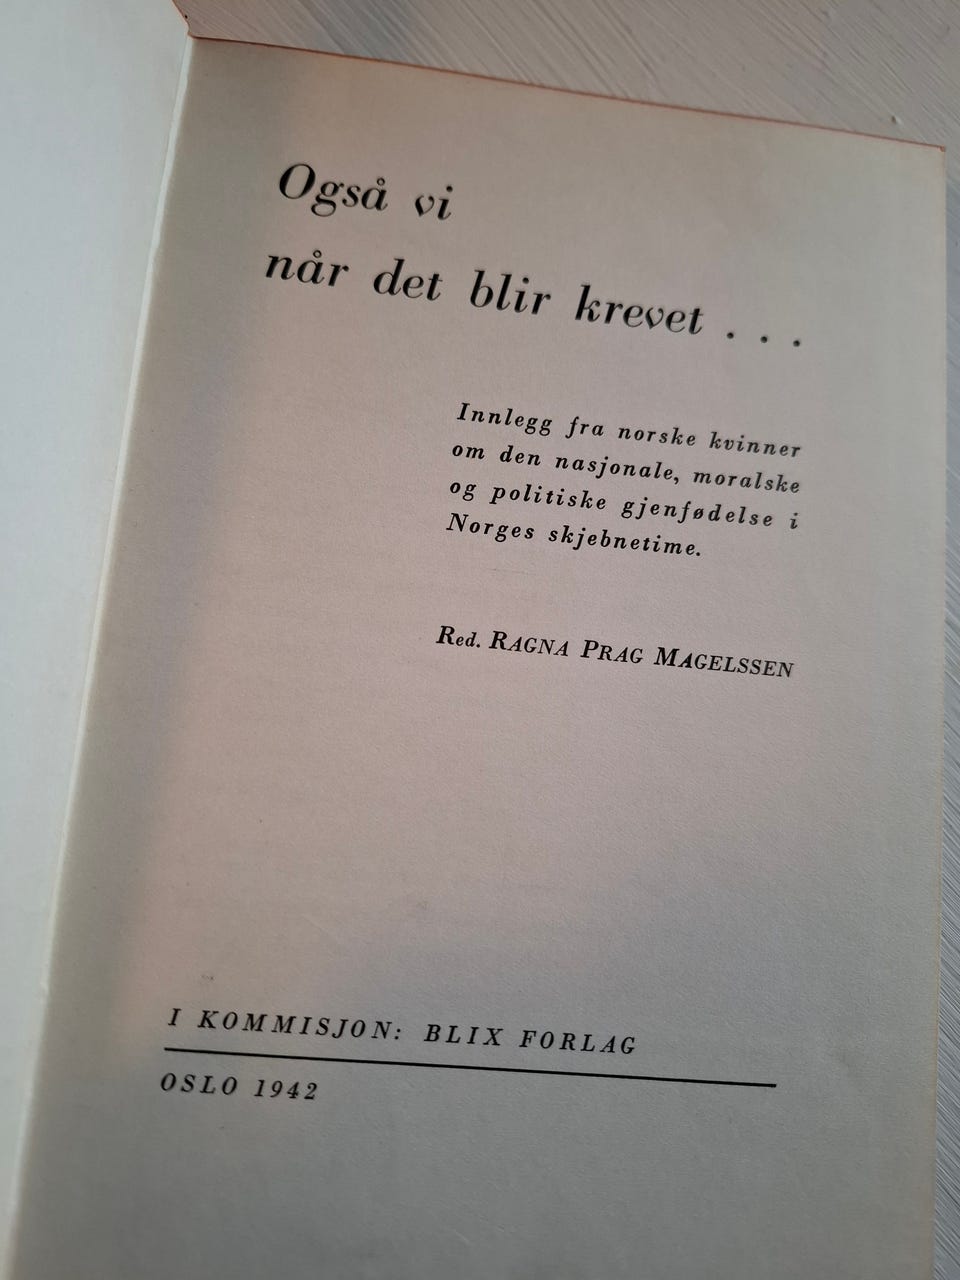 Også vi
når det blir krevet . . .
Innlegg fra norske kvinner
om den nasjonale, moralske
og politiske gjenfødelse i
Norges skjebnetime.
Red. RAGNA PRAG MAGELSSEN
I KOMMISJON: BLIX FORLAG
OSLO 1942